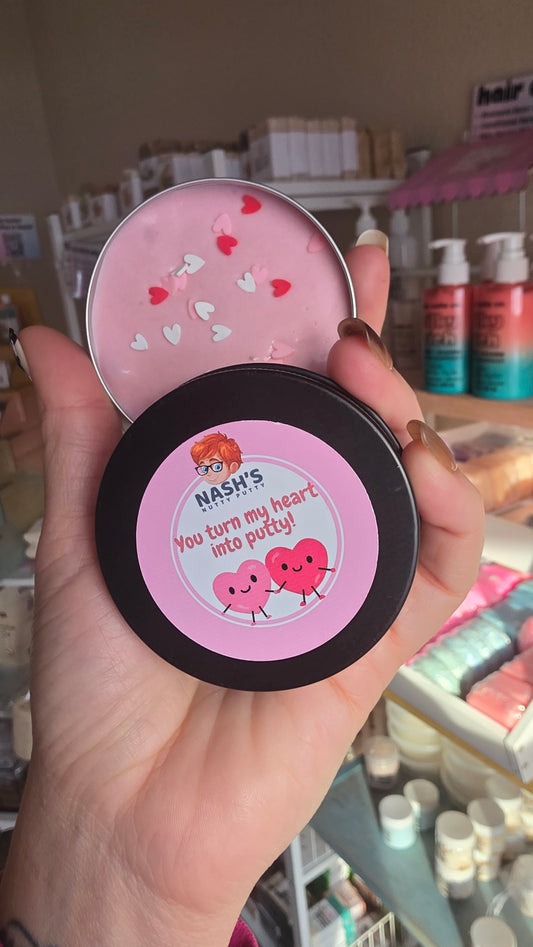 hair
NASH'S
NUTTY PUTTY
You turn my heart
into putty!